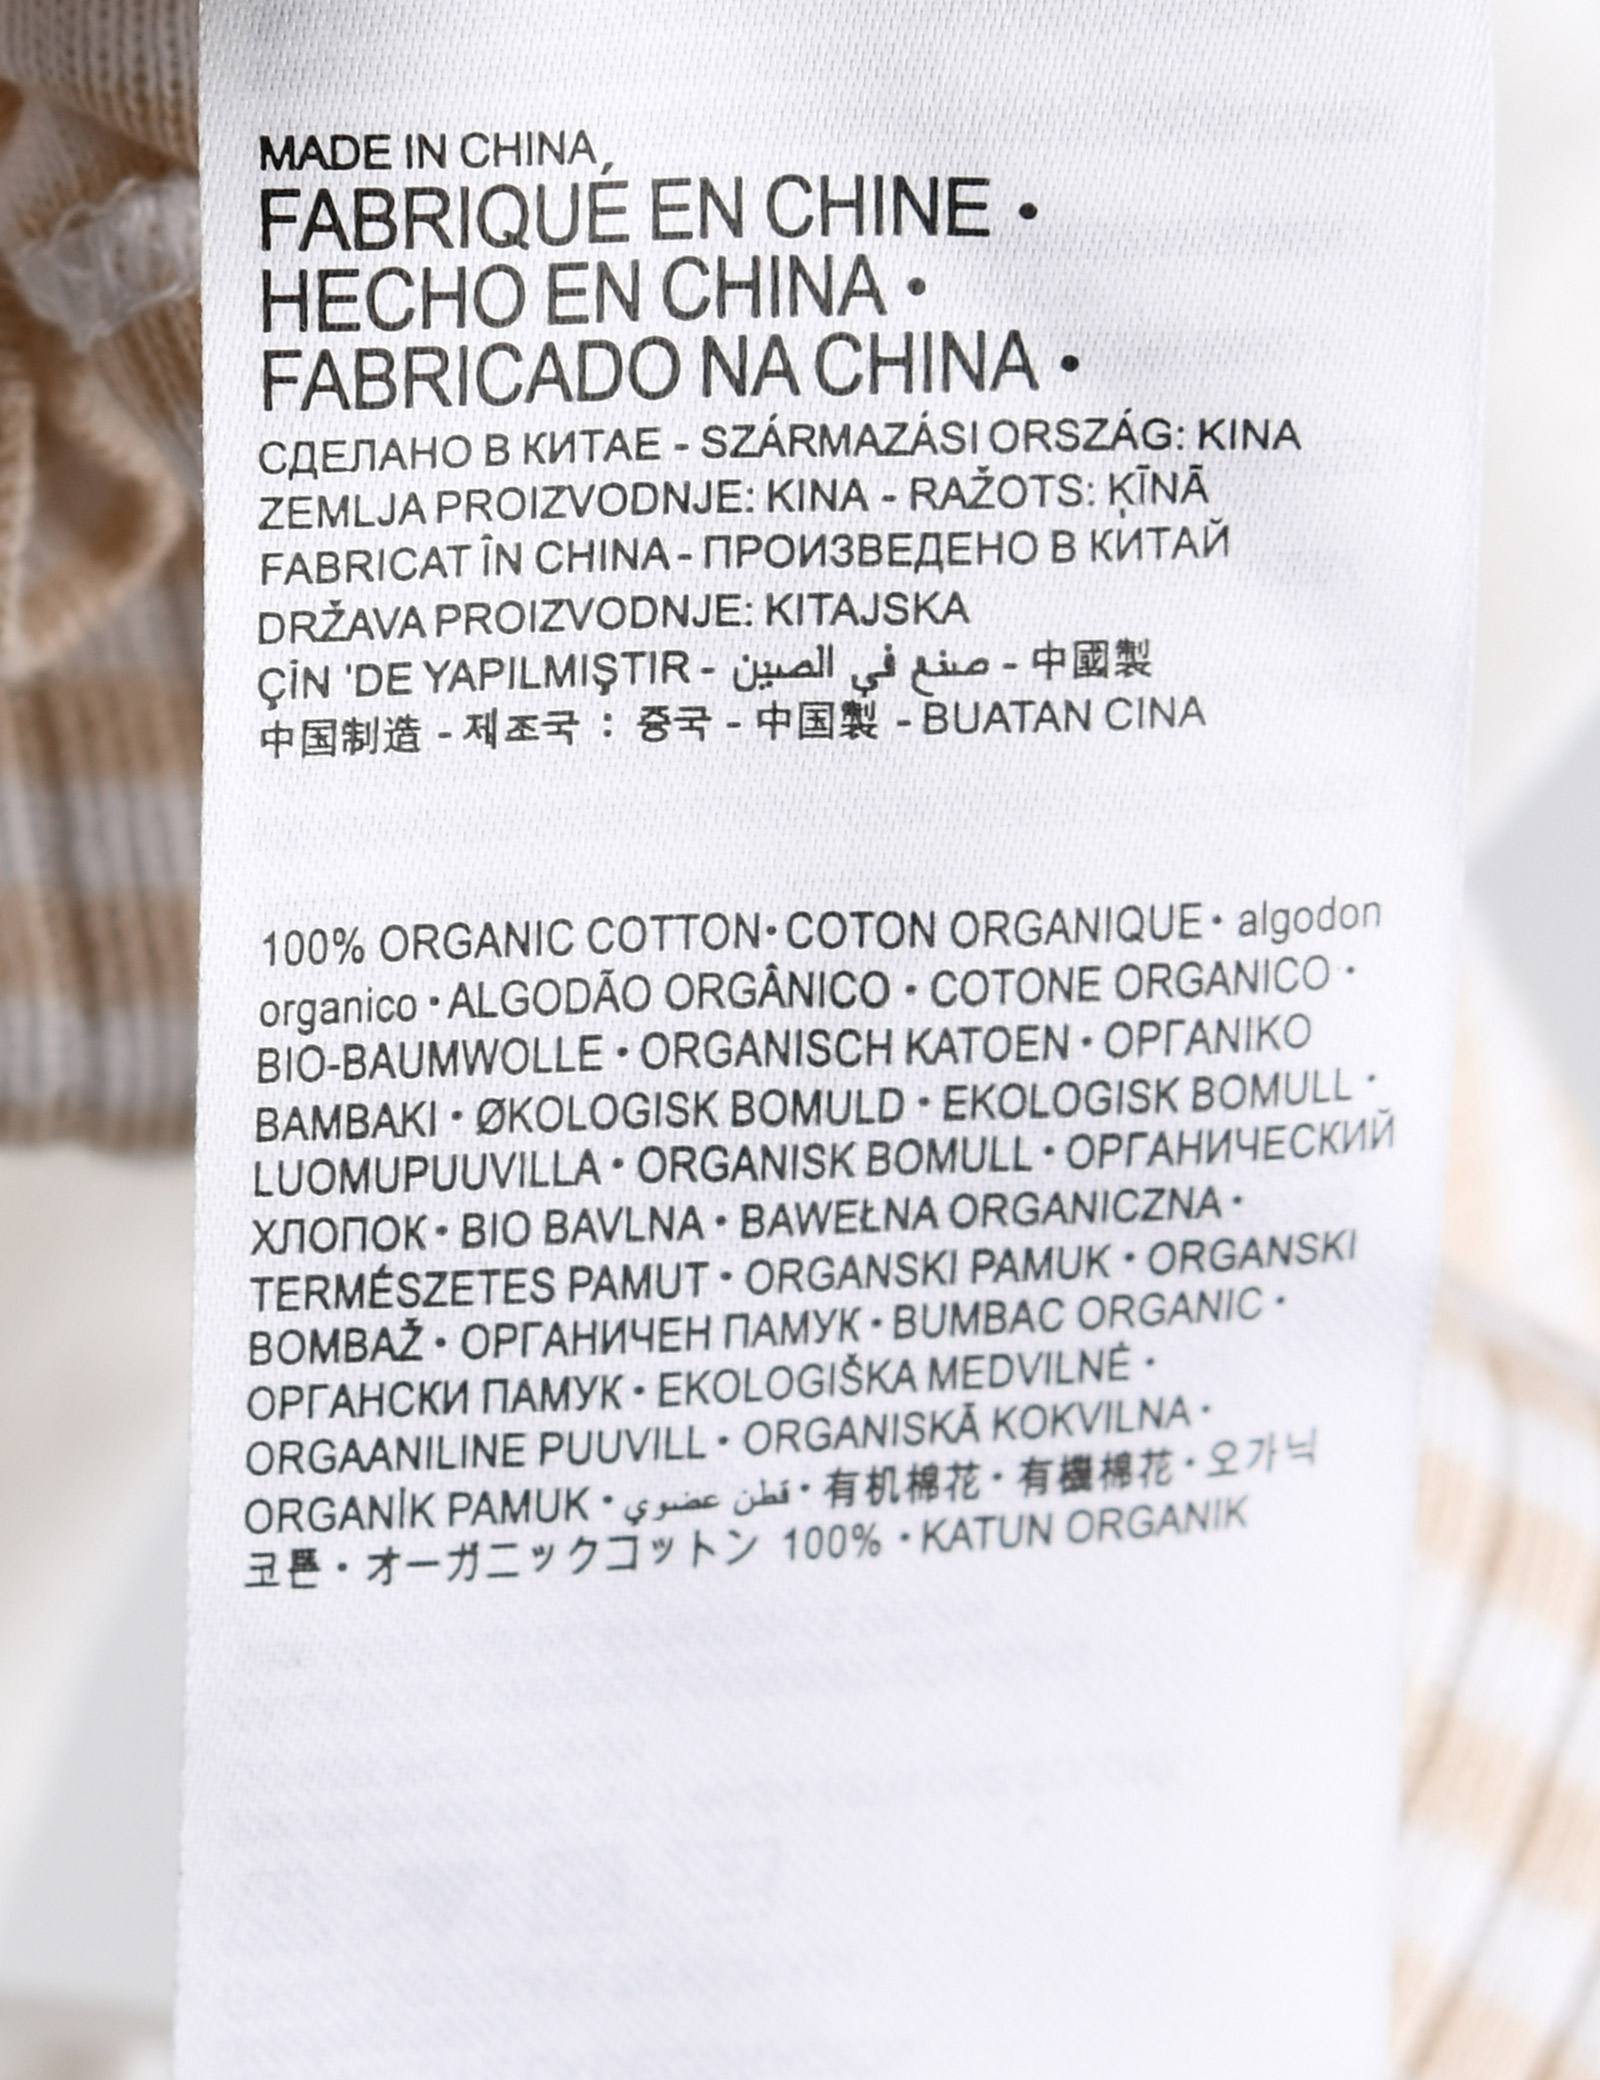 MADE IN CHINA,
FABRIQUÉ EN CHINE •
HECHO EN CHINA •
FABRICADO NA CHINA •
СДЕЛАНО В КИТАЕ - SZÁRMAZÁSI ORSZÁG: KINA
ZEMLJA PROIZVODNJE: KINA - RAŽOTS: ĶĪNĀ
FABRICAT ÎN CHINA - ПРОИЗВЕДЕНО В КИТАЙ
DRŽAVA PROIZVODNJE: KITAJSKA
ÇİN 'DE YAPILMIŞTIR - صنع في الصين - 中國製
中国制造 - 제조국 : 중국 - 中国製 - BUATAN CINA
100% ORGANIC COTTON • COTON ORGANIQUE • algodon
organico • ALGODÃO ORGÂNICO • COTONE ORGANICO •
BIO-BAUMWOLLE • ORGANISCH KATOEN • ΟΡΓΑΝΙΚΟ
BAMBAKI • ØKOLOGISK BOMULD • EKOLOGISK BOMULL •
LUOMUPUUVILLA • ORGANISK BOMULL • ОРГАНИЧЕСКИЙ
ХЛОПОК • BIO BAVLNA • BAWEŁNA ORGANICZNA •
TERMÉSZETES PAMUT • ORGANSKI PAMUK • ORGANSKI
BOMBAŽ • ОРГАНИЧЕН ПАМУК • BUMBAC ORGANIC •
ОРГАНСКИ ПАМУК • EKOLOGIŠKA MEDVILNĖ •
ORGAANILINE PUUVILL • ORGANISKĀ KOKVILNA •
ORGANİK PAMUK • قطن عضوي • 有机棉花 • 有機棉花 • 오가닉
코튼 • オーガニックコットン 100% • KATUN ORGANIK